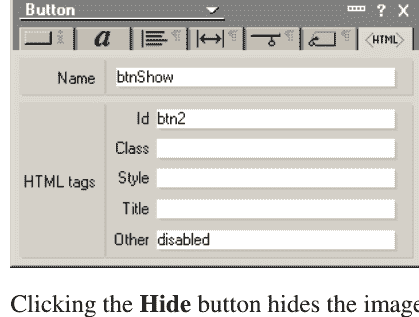 Button ? X
a <HTML>
Name btnShow
Id btn2
Class
HTML tags Style
Title
Other disabled
Clicking the Hide button hides the image